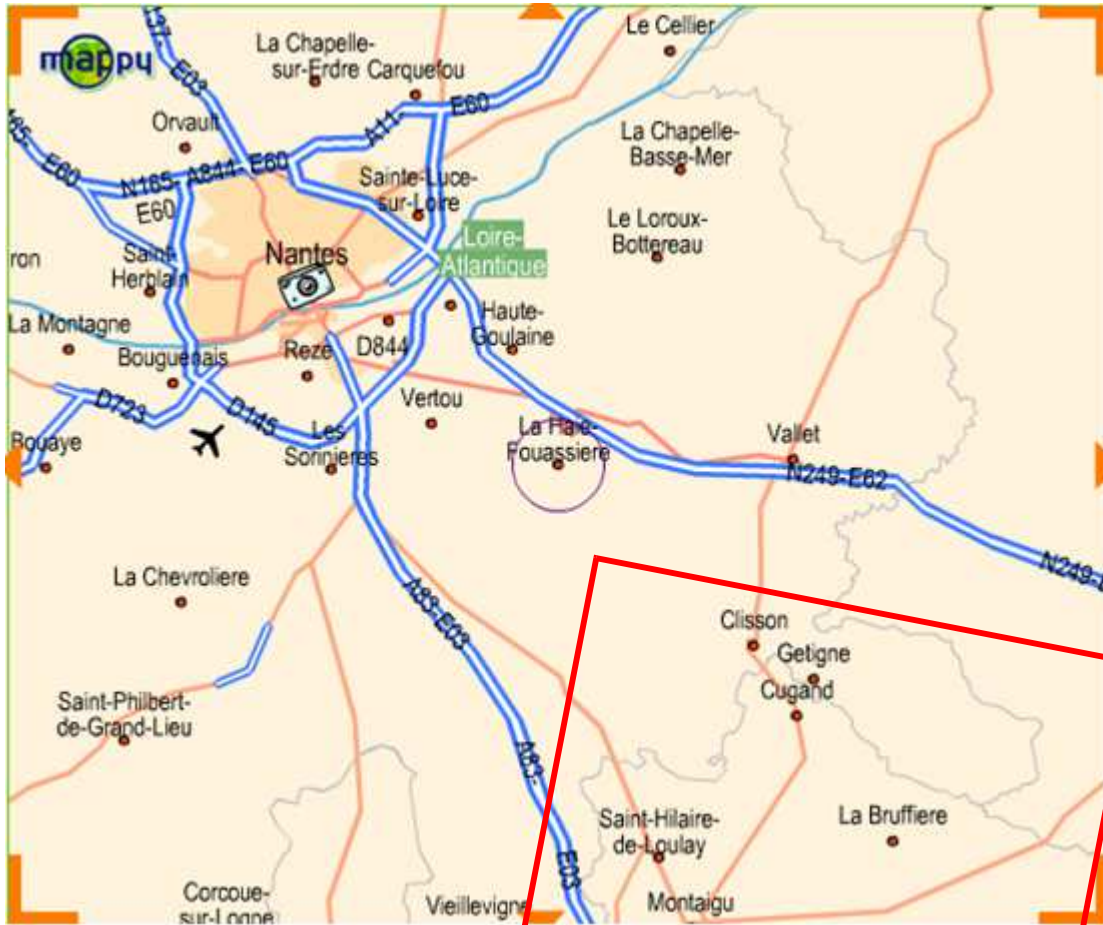 mappy
137-
E03
La Chapelle-
sur-Erdre
Carquefou
Le Cellier
Orvault
A11-
E60
N165-
E60
N165-
A844-
E60
E60
Sainte-Luce-
sur-Loire
La Chapelle-
Basse-Mer
Le Loroux-
Bottereau
Loire-
Atlantique
ron
Saint-
Herblain
Nantes
La Montagne
Bouguenais
Reze
D844
Haute-
Goulaine
D723
D145
Vertou
Les
Sorinieres
Bouaye
La Haie-
Fouassiere
Vallet
N249-E62
N249-E
La Chevroliere
A83-E03
Clisson
Getigne
Cugand
Saint-Philbert-
de-Grand-Lieu
A83-
E03
Saint-Hilaire-
de-Loulay
La Bruffiere
Corcoue-
sur-Logne
Vieillevigne
Montaigu